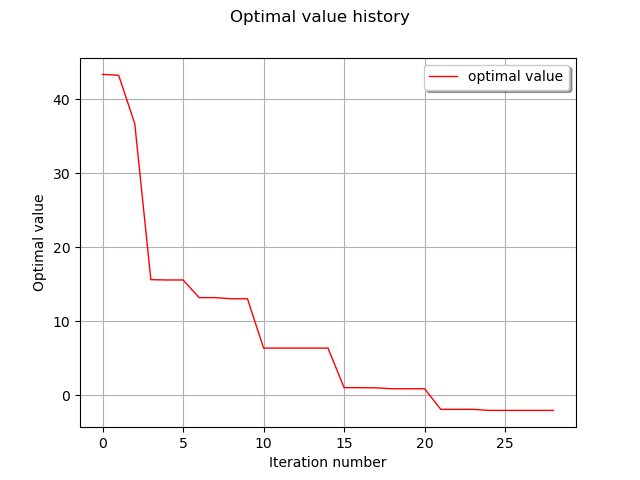 Optimal value history
optimal value
Optimal value
40
30
20
10
0
0 5 10 15 20 25
Iteration number